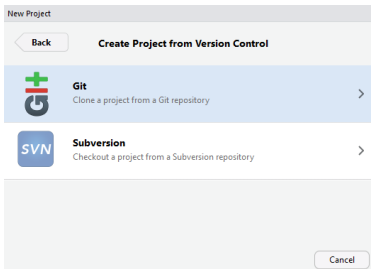 New Project
Back
Create Project from Version Control
git
Git
Clone a project from a Git repository
SVN
Subversion
Checkout a project from a Subversion repository
Cancel